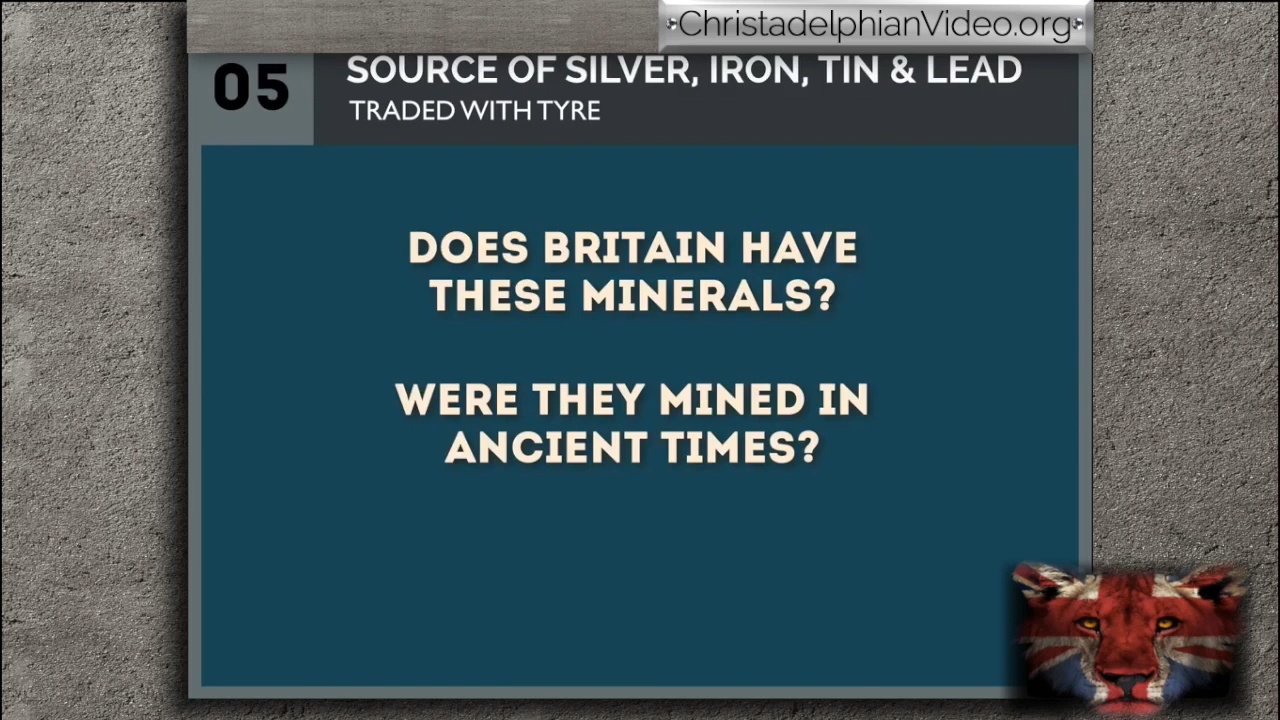 ChristadelphianVideo.org
05
SOURCE OF SILVER, IRON, TIN & LEAD
TRADED WITH TYRE
DOES BRITAIN HAVE
THESE MINERALS?
WERE THEY MINED IN
ANCIENT TIMES?